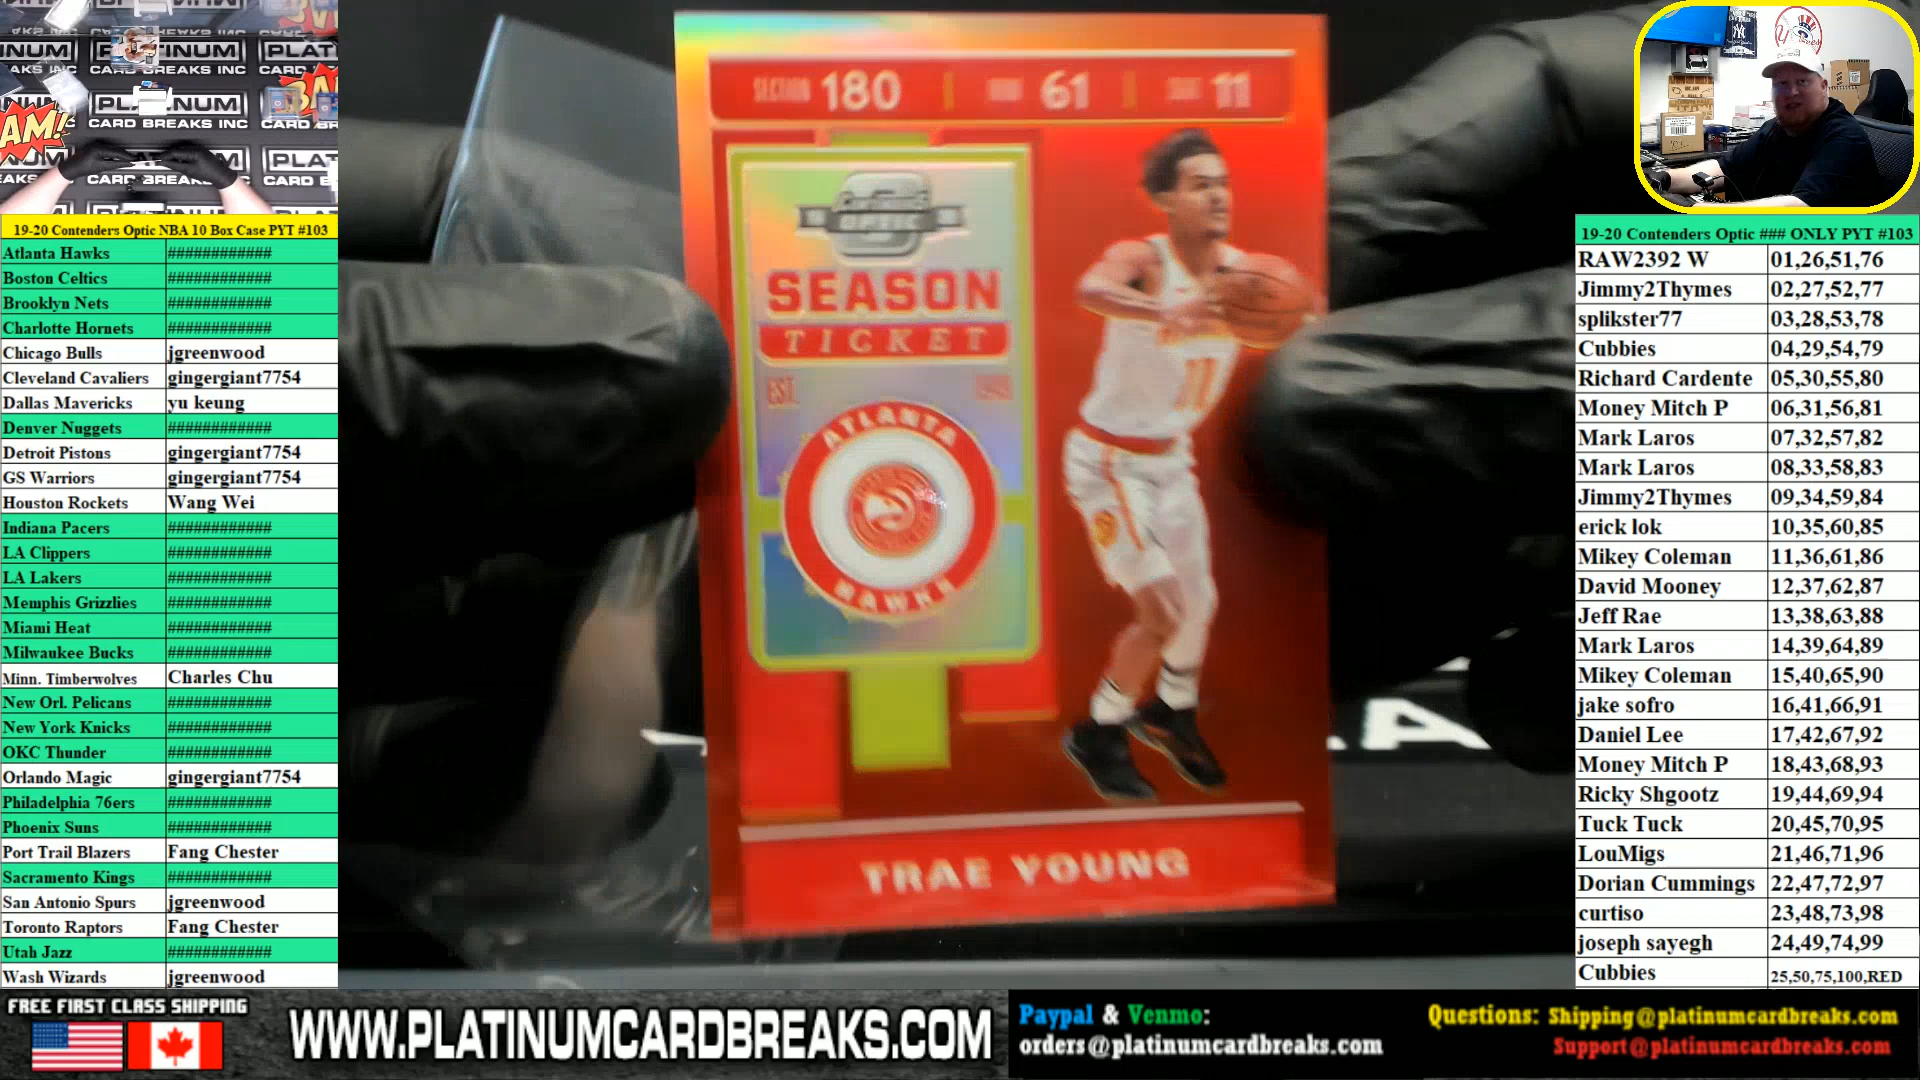 PLATINUM
CARD BREAKS INC
19-20 Contenders Optic NBA 10 Box Case PYT #103
Atlanta Hawks ############
Boston Celtics ############
Brooklyn Nets ############
Charlotte Hornets ############
Chicago Bulls jgreenwood
Cleveland Cavaliers gingergiant7754
Dallas Mavericks yu keung
Denver Nuggets ############
Detroit Pistons gingergiant7754
GS Warriors gingergiant7754
Houston Rockets Wang Wei
Indiana Pacers ############
LA Clippers ############
LA Lakers ############
Memphis Grizzlies ############
Miami Heat ############
Milwaukee Bucks ############
Minn. Timberwolves Charles Chu
New Orl. Pelicans ############
New York Knicks ############
OKC Thunder ############
Orlando Magic gingergiant7754
Philadelphia 76ers ############
Phoenix Suns ############
Port Trail Blazers Fang Chester
Sacramento Kings ############
San Antonio Spurs jgreenwood
Toronto Raptors Fang Chester
Utah Jazz ############
Wash Wizards jgreenwood
SECTION 180 61 11
OPTIC
SEASON
TICKET
EST.
ATLANTA
HAWKS
11
TRAE YOUNG
19-20 Contenders Optic ### ONLY PYT #103
RAW2392 W 01,26,51,76
Jimmy2Thymes 02,27,52,77
splikster77 03,28,53,78
Cubbies 04,29,54,79
Richard Cardente 05,30,55,80
Money Mitch P 06,31,56,81
Mark Laros 07,32,57,82
Mark Laros 08,33,58,83
Jimmy2Thymes 09,34,59,84
erick lok 10,35,60,85
Mikey Coleman 11,36,61,86
David Mooney 12,37,62,87
Jeff Rae 13,38,63,88
Mark Laros 14,39,64,89
Mikey Coleman 15,40,65,90
jake sofro 16,41,66,91
Daniel Lee 17,42,67,92
Money Mitch P 18,43,68,93
Ricky Shgootz 19,44,69,94
Tuck Tuck 20,45,70,95
LouMigs 21,46,71,96
Dorian Cummings 22,47,72,97
curtiso 23,48,73,98
joseph sayegh 24,49,74,99
Cubbies 25,50,75,100,RED
FREE FIRST CLASS SHIPPING
WWW.PLATINUMCARDBREAKS.COM
Paypal & Venmo:
orders@platinumcardbreaks.com
Questions: Shipping@platinumcardbreaks.com
Support@platinumcardbreaks.com